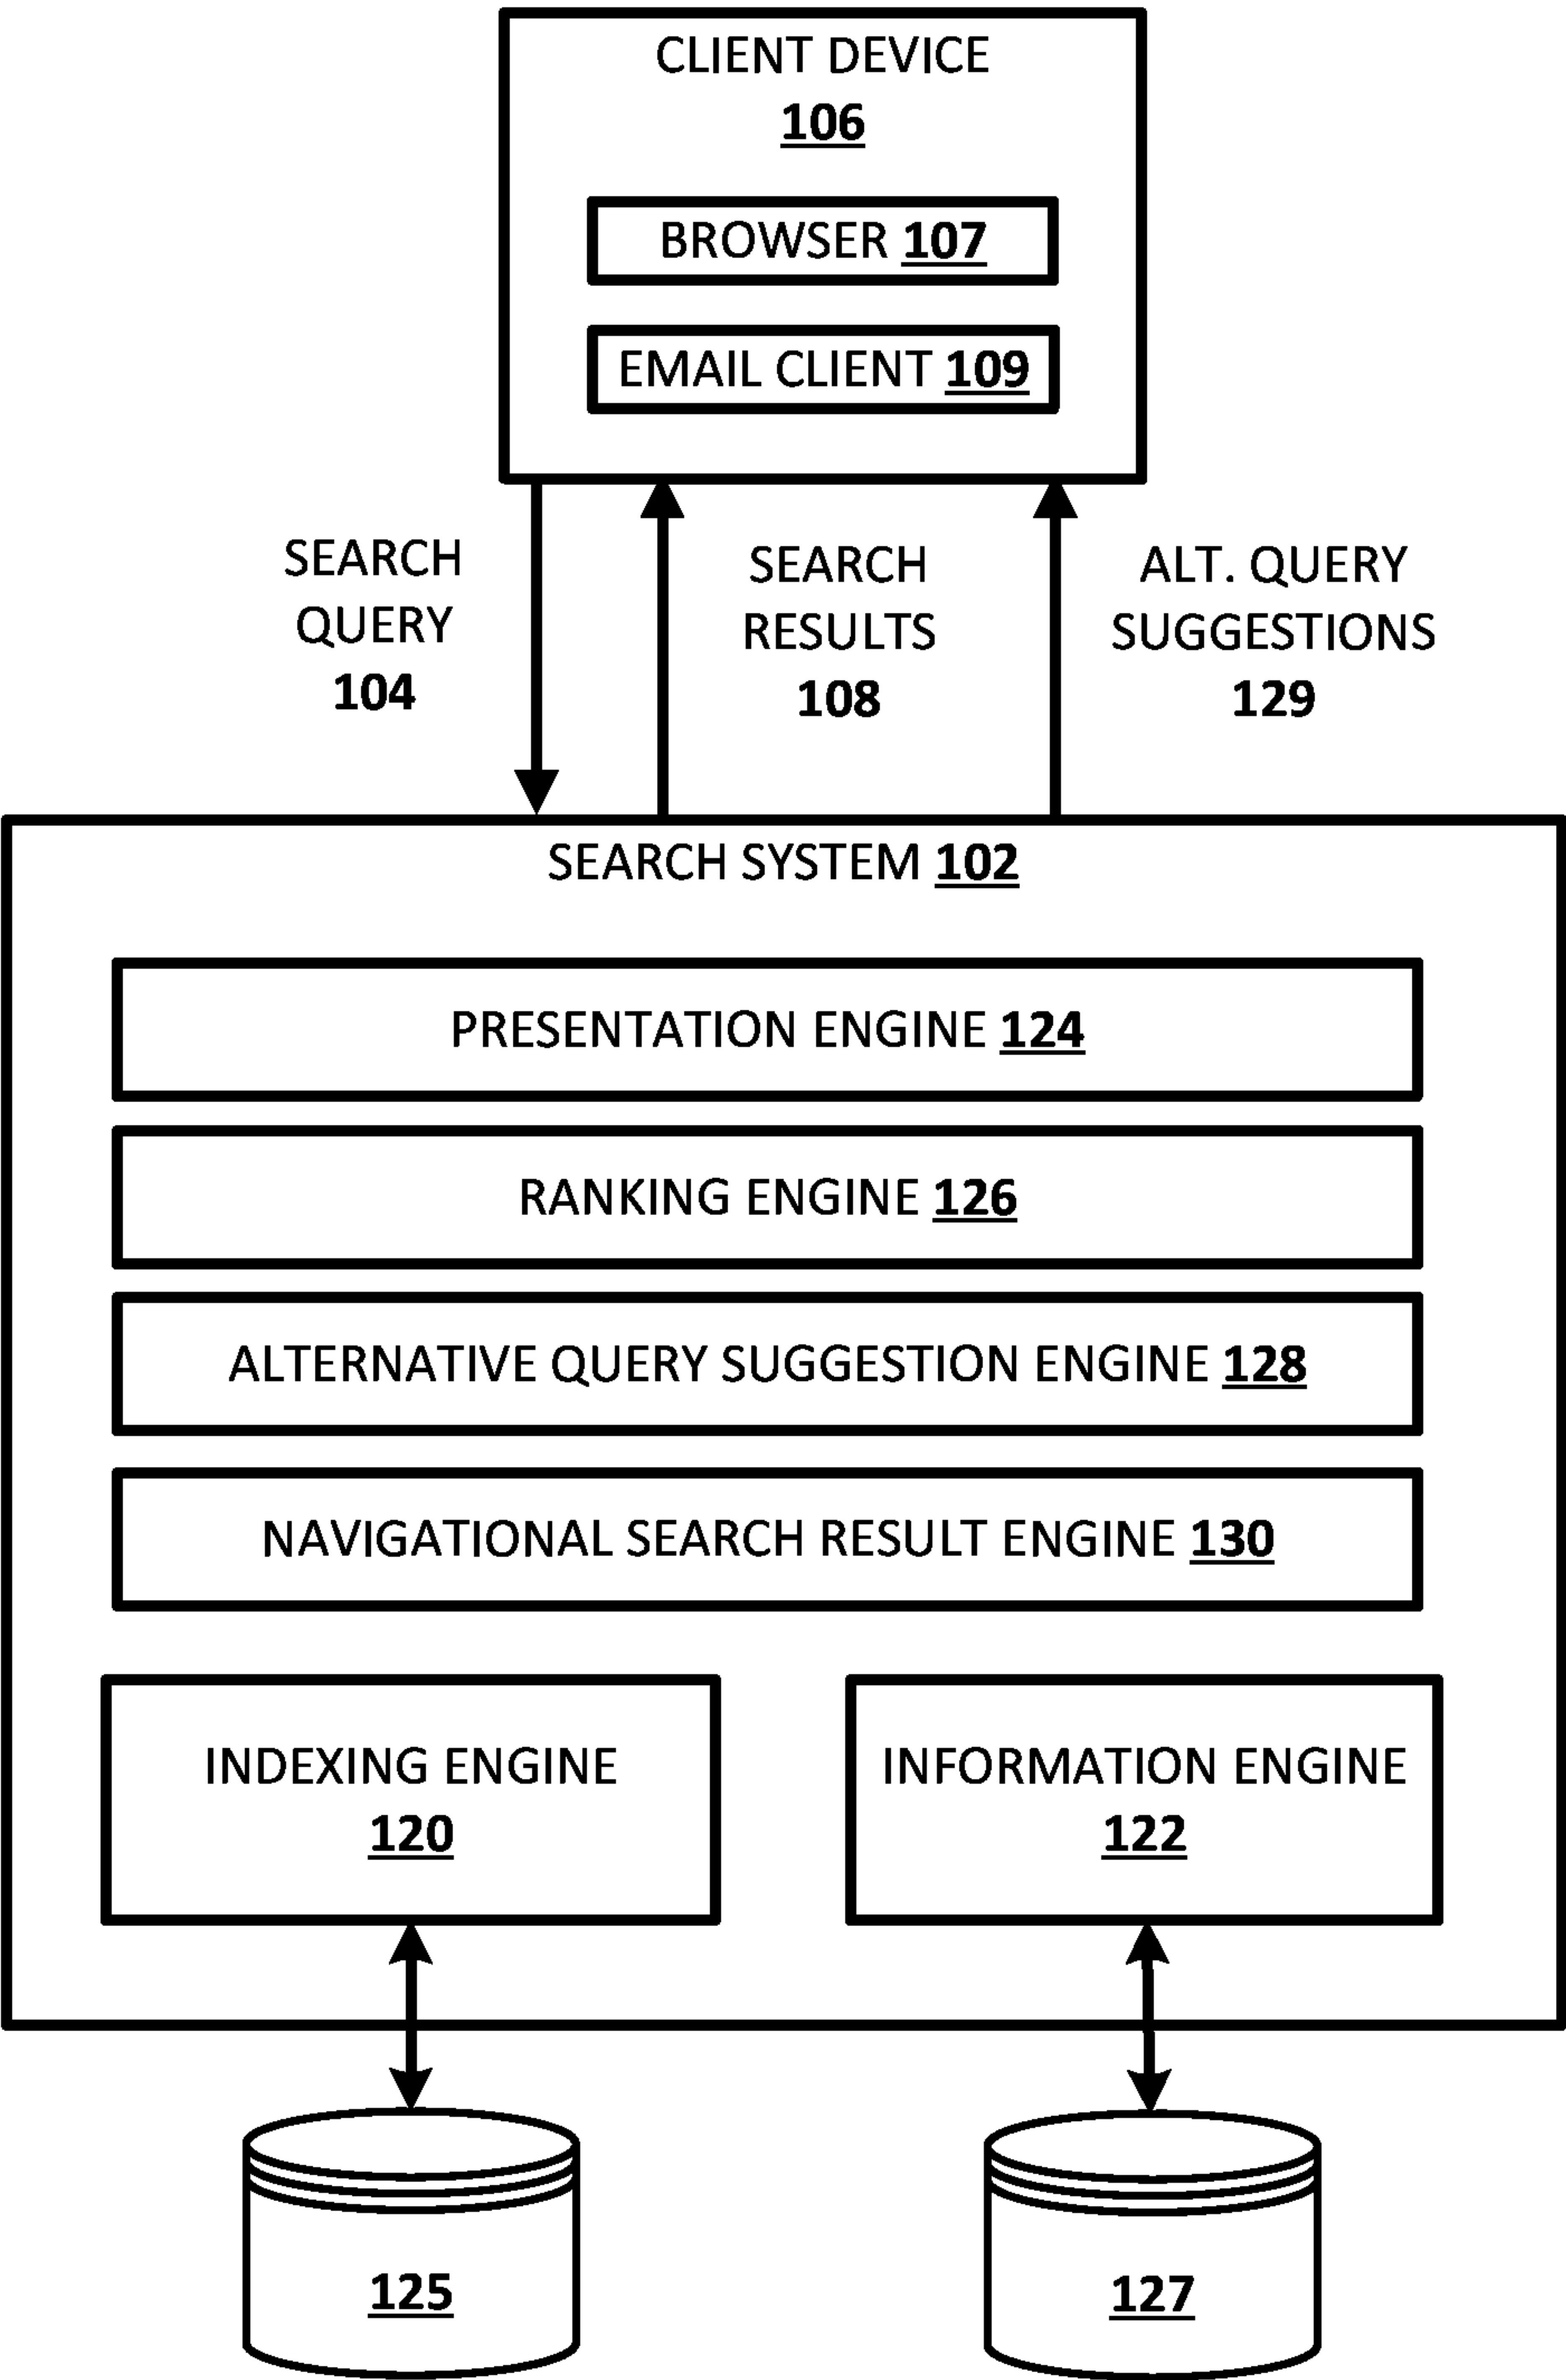 CLIENT DEVICE
106
BROWSER 107
EMAIL CLIENT 109
SEARCH
QUERY
104
SEARCH
RESULTS
108
ALT. QUERY
SUGGESTIONS
129
SEARCH SYSTEM 102
PRESENTATION ENGINE 124
RANKING ENGINE 126
ALTERNATIVE QUERY SUGGESTION ENGINE 128
NAVIGATIONAL SEARCH RESULT ENGINE 130
INDEXING ENGINE
120
INFORMATION ENGINE
122
125
127